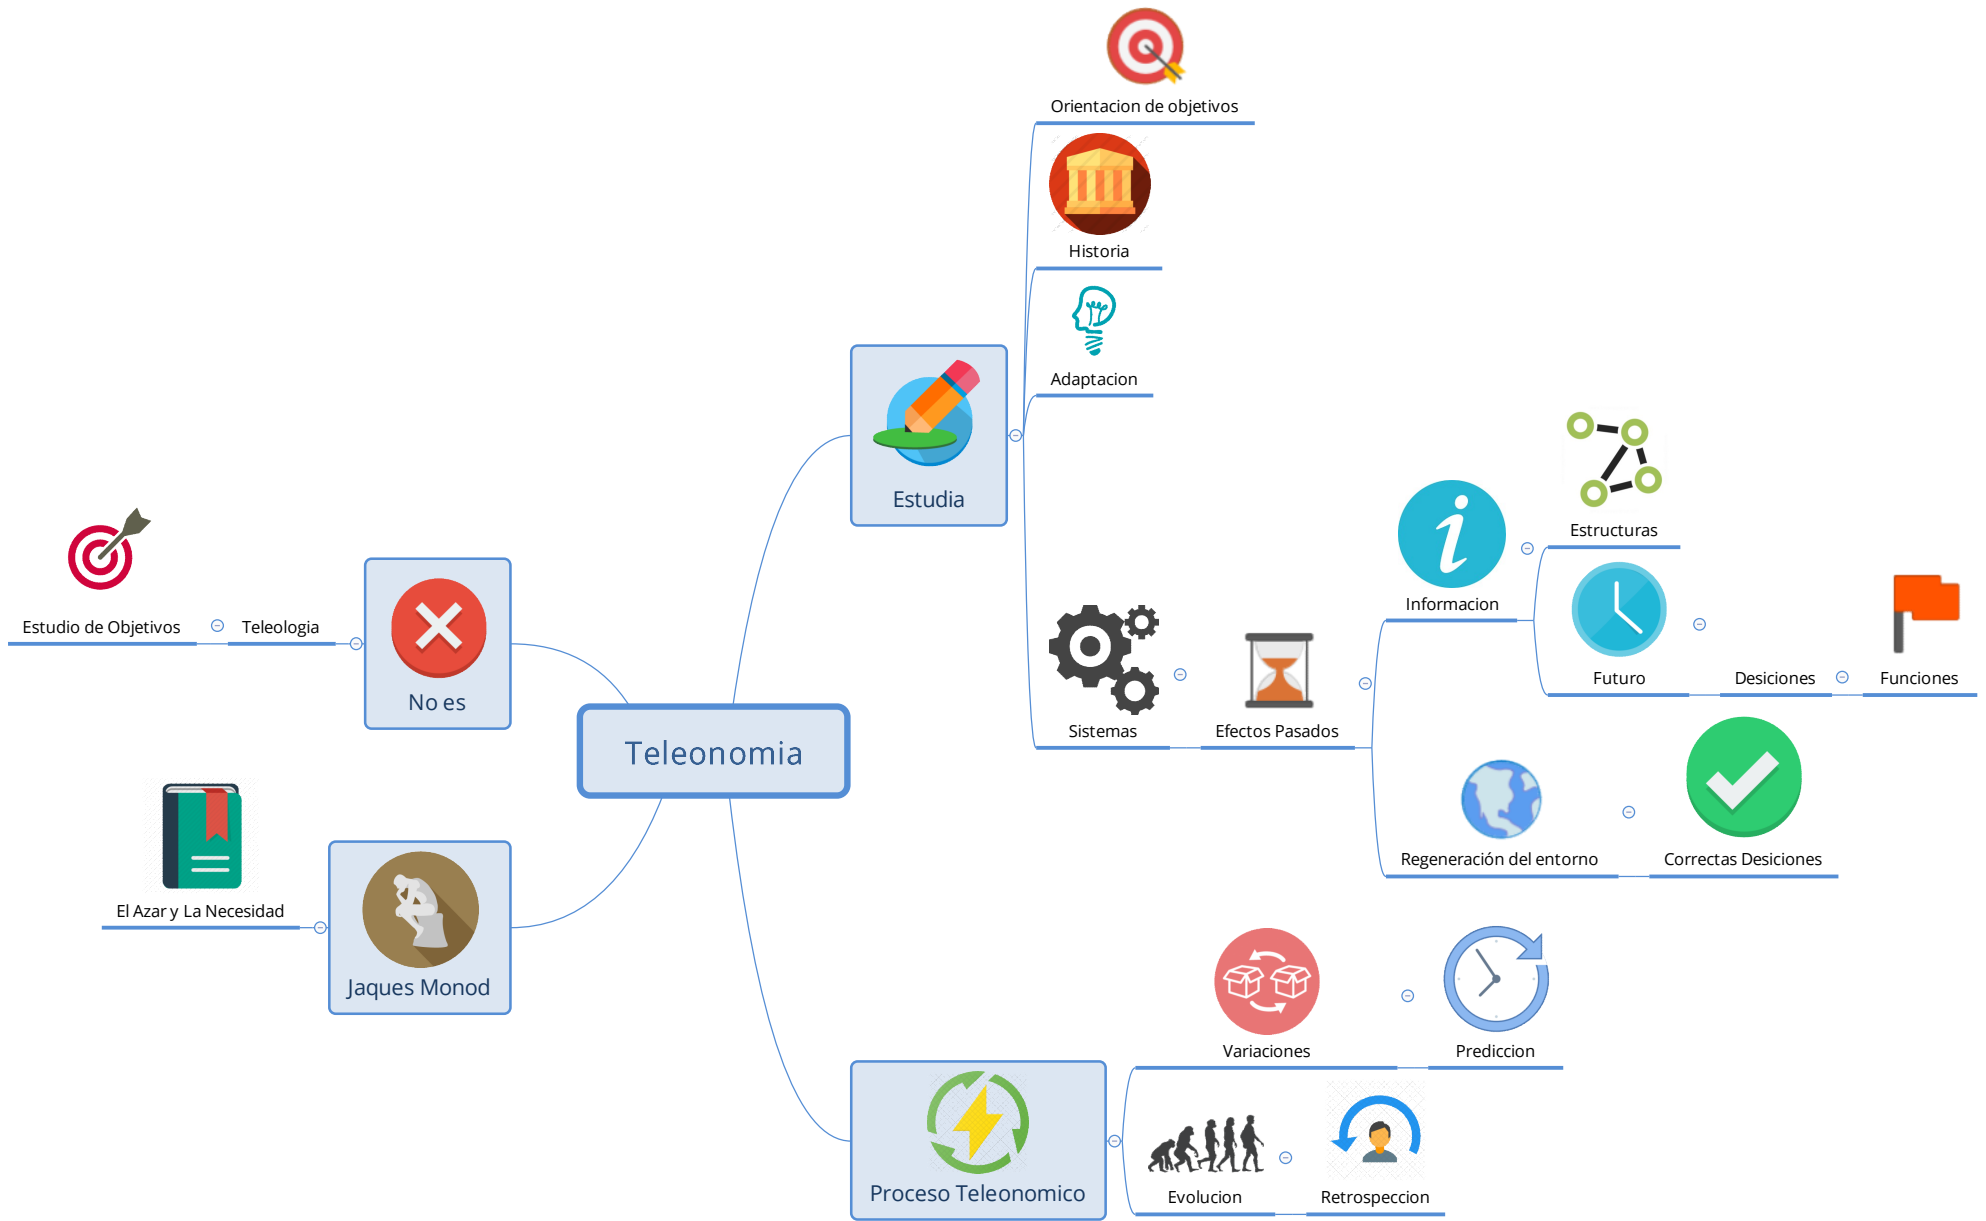 Teleonomia
Estudia
Orientacion de objetivos
Historia
Adaptacion
Sistemas
Efectos Pasados
Informacion
Estructuras
Futuro
Desiciones
Funciones
Regeneración del entorno
Correctas Desiciones
Proceso Teleonomico
Variaciones
Prediccion
Evolucion
Retrospeccion
No es
Teleologia
Estudio de Objetivos
Jaques Monod
El Azar y La Necesidad